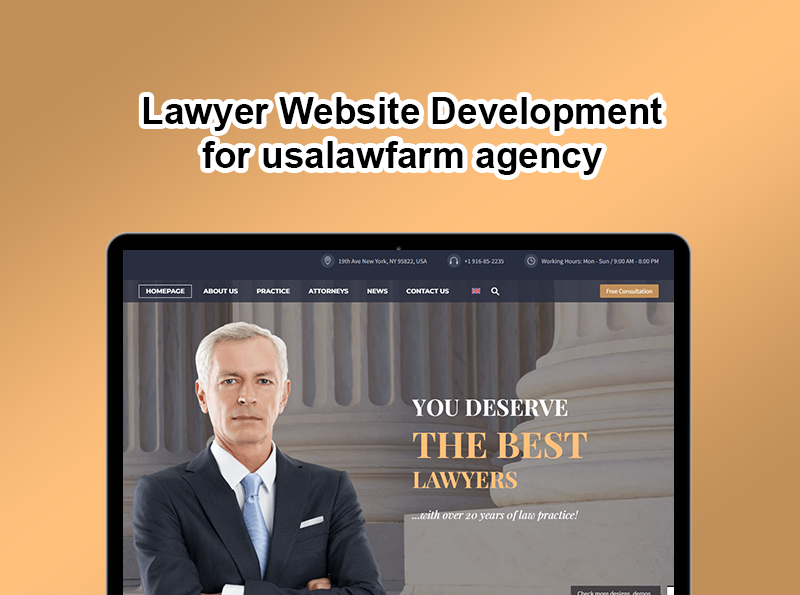 Lawyer Website Development
for usalawfarm agency
19th Ave New York, NY 95822, USA
+1 916-85-2235
Working Hours: Mon - Sun / 9:00 AM - 8:00 PM
HOMEPAGE ABOUT US PRACTICE ATTORNEYS NEWS CONTACT US
Free Consultation
YOU DESERVE
THE BEST
LAWYERS
...with over 20 years of law practice!
Check more designs, demos